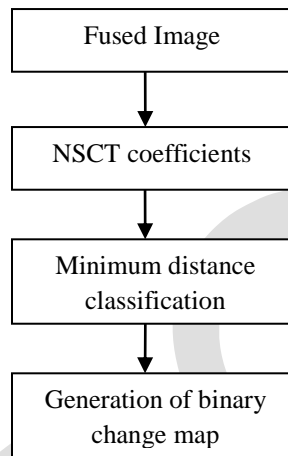 Fused Image
NSCT coefficients
Minimum distance
classification
Generation of binary
change map